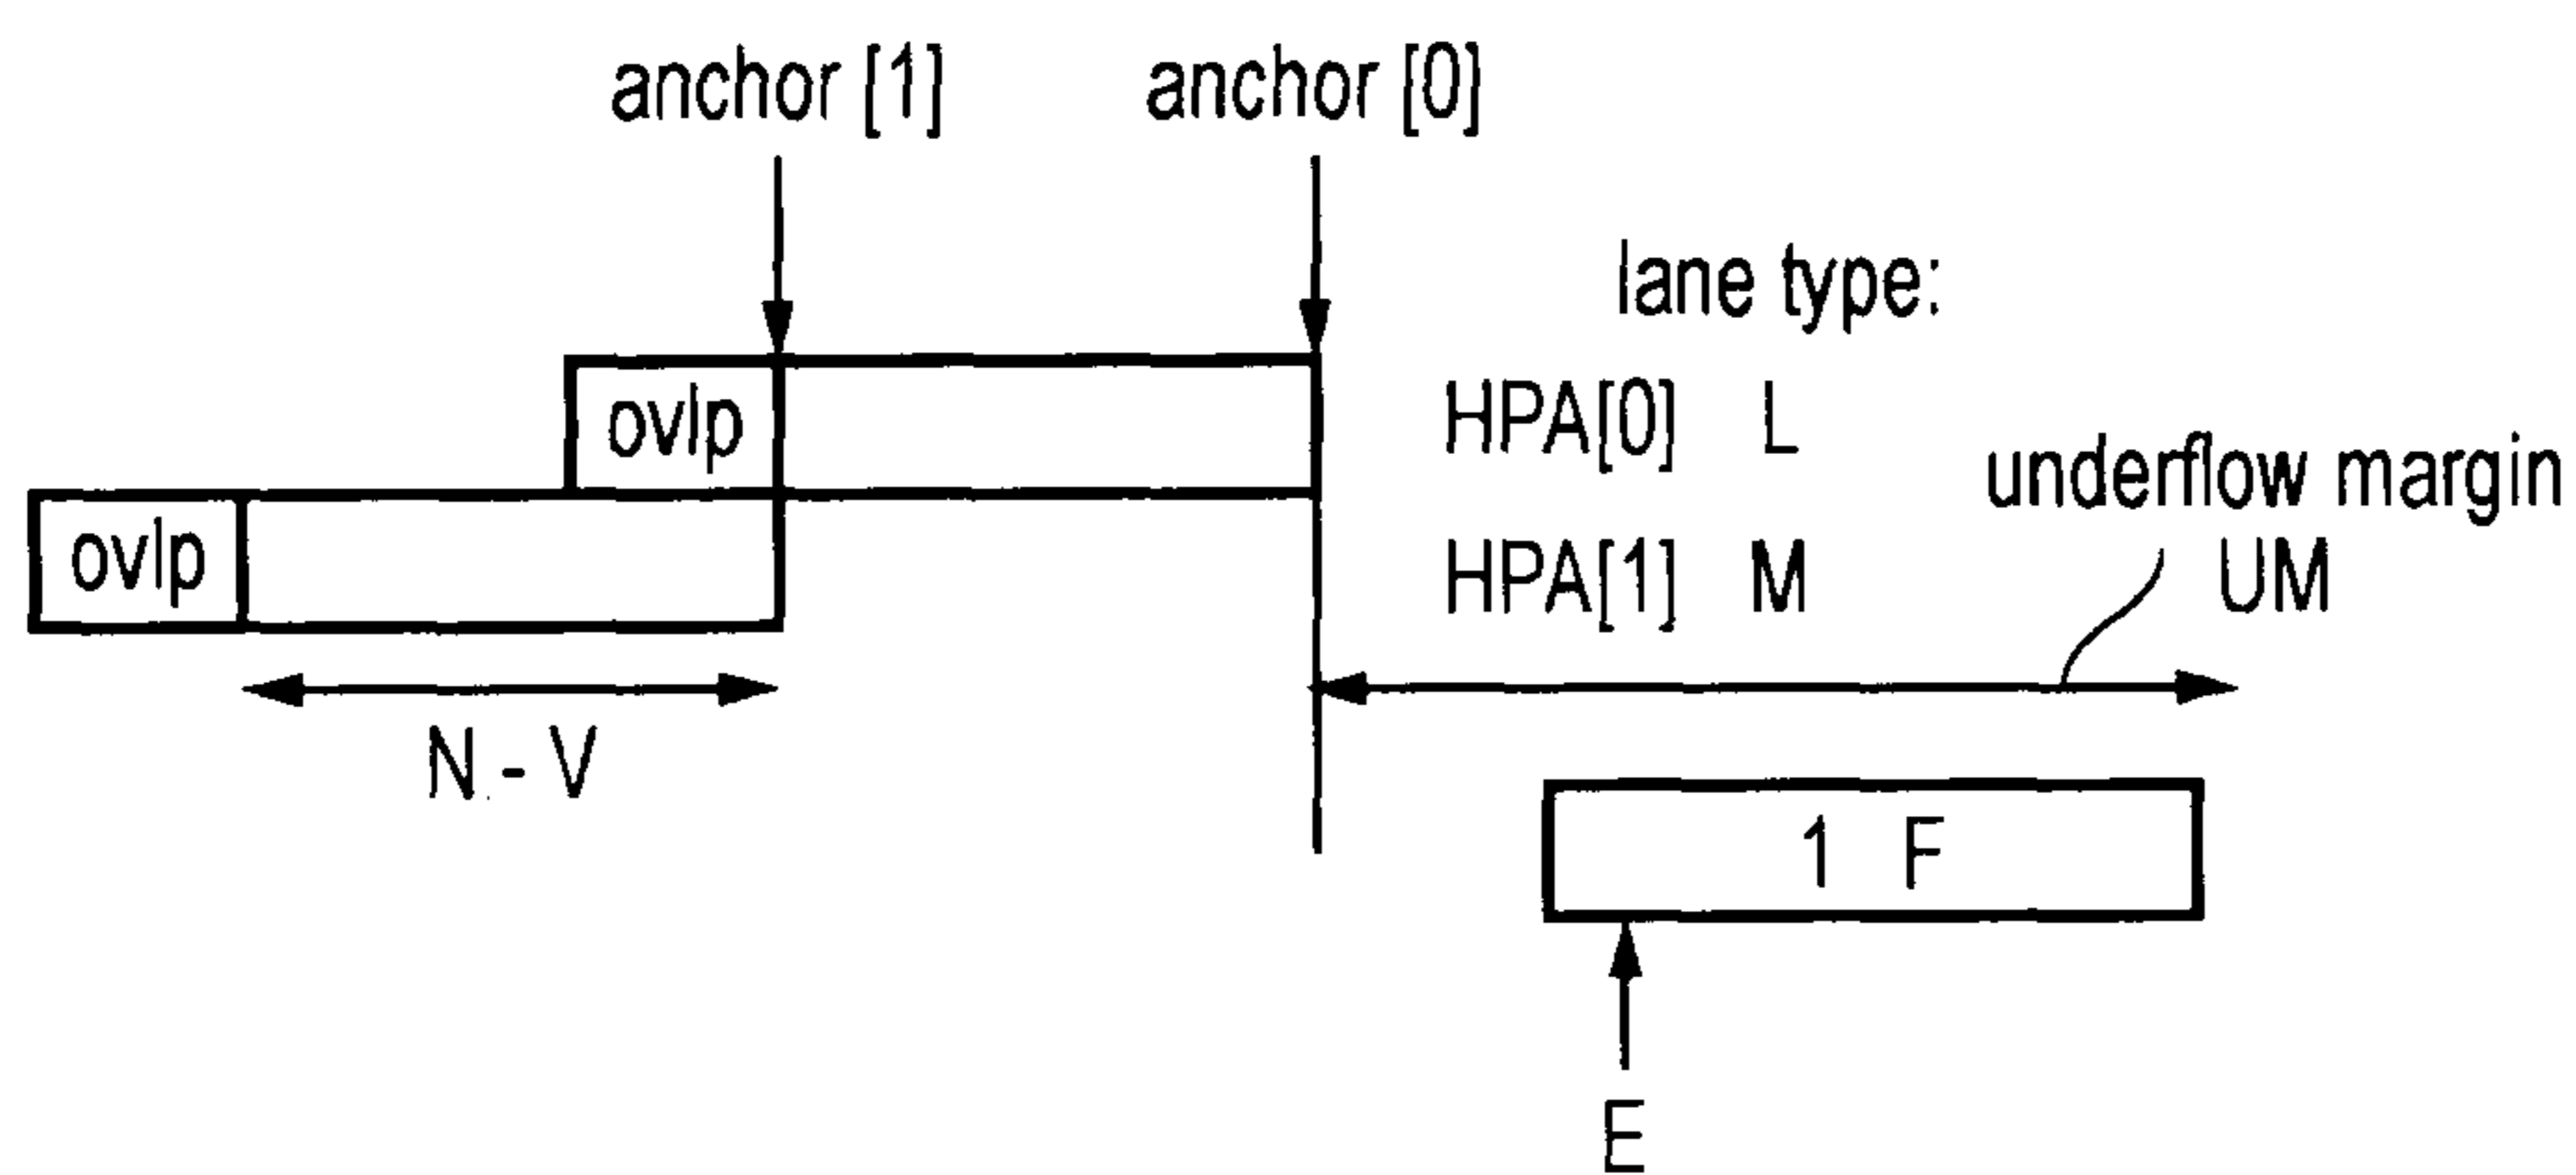 anchor [1]
anchor [0]
lane type:
ovlp
HPA[0] L
underflow margin
ovlp
HPA[1] M
UM
N - V
1 F
E